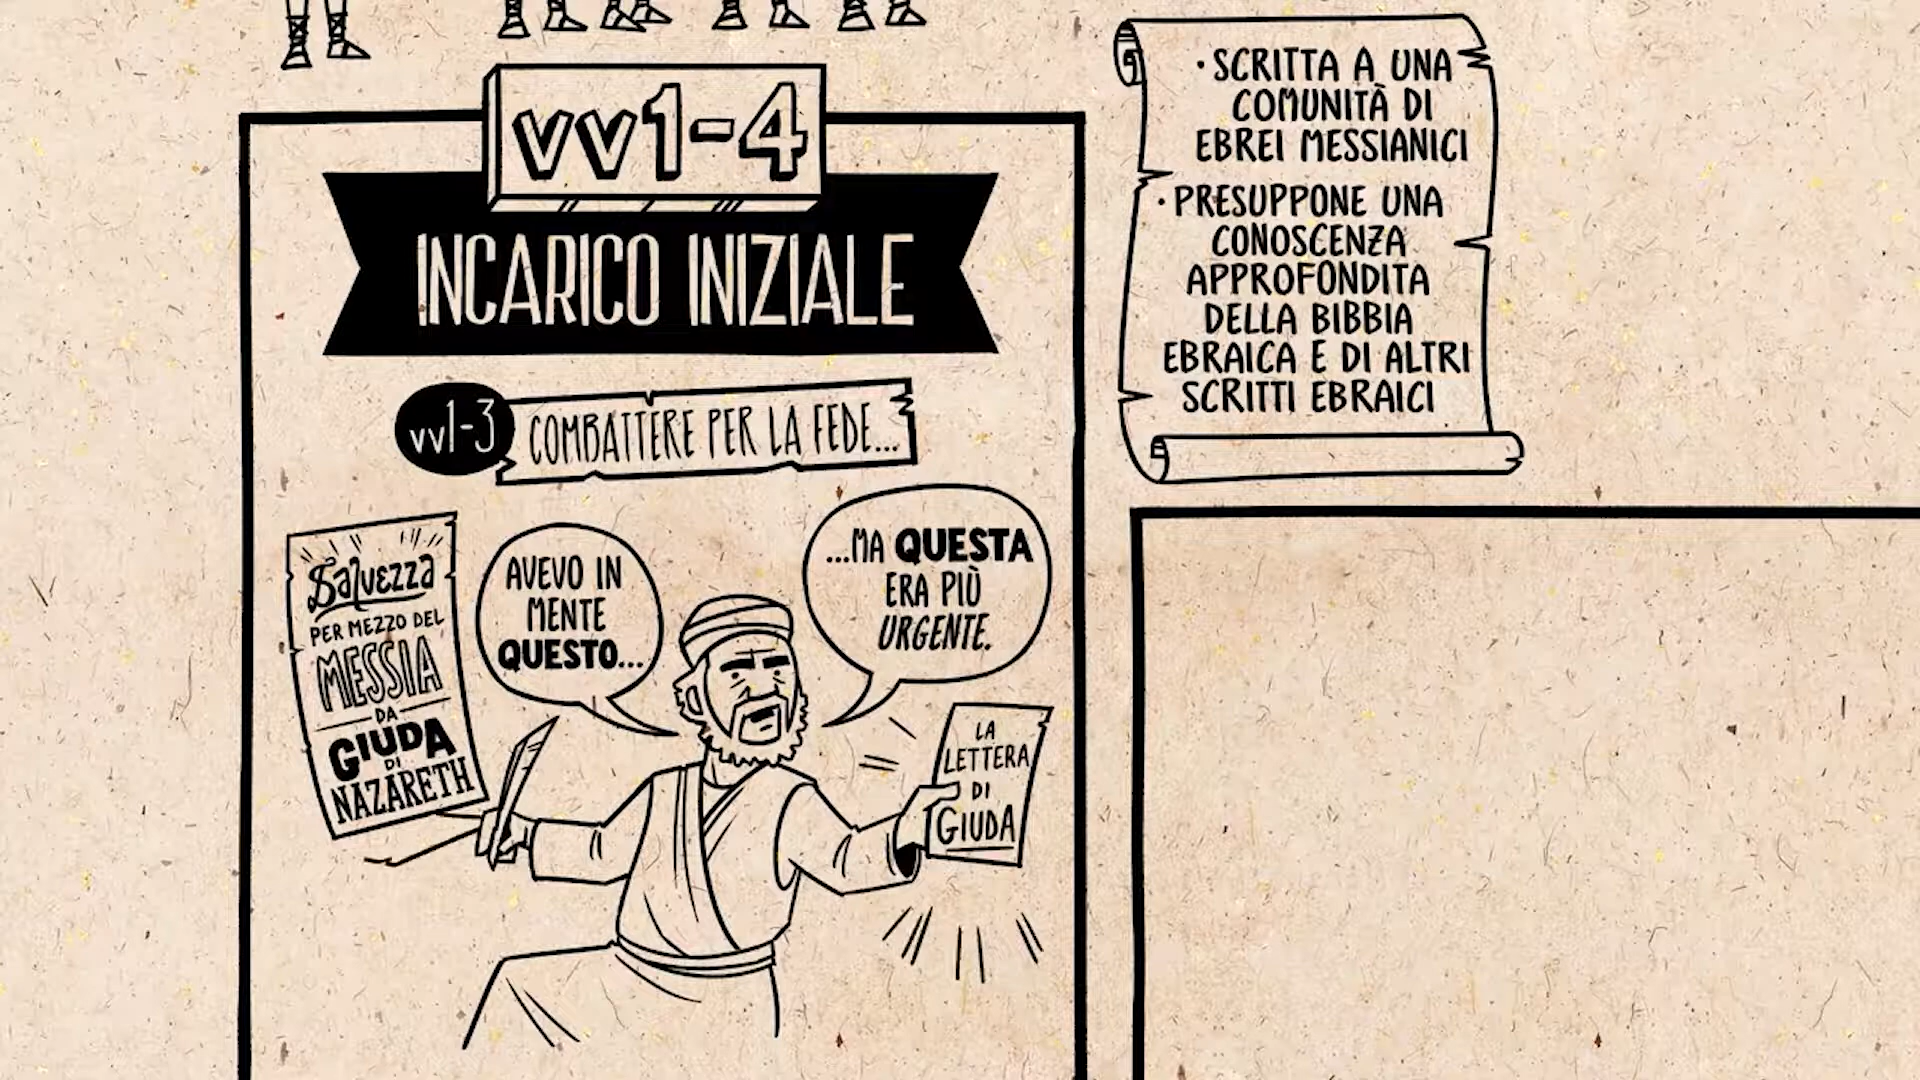 vv1-4
INCARICO INIZIALE
vv1-3
COMBATTERE PER LA FEDE...
Salvezza
PER MEZZO DEL
MESSIA
DA
GIUDA
DI
NAZARETH
AVEVO IN
MENTE
QUESTO...
...MA QUESTA
ERA PIÙ
URGENTE.
LA
LETTERA
DI
GIUDA
• SCRITTA A UNA
COMUNITÀ DI
EBREI MESSIANICI
• PRESUPPONE UNA
CONOSCENZA
APPROFONDITA
DELLA BIBBIA
EBRAICA E DI ALTRI
SCRITTI EBRAICI